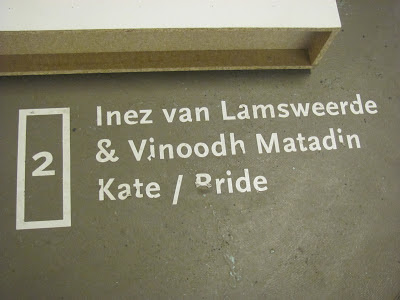 2
Inez van Lamsweerde
& Vinoodh Matadin
Kate / Bride